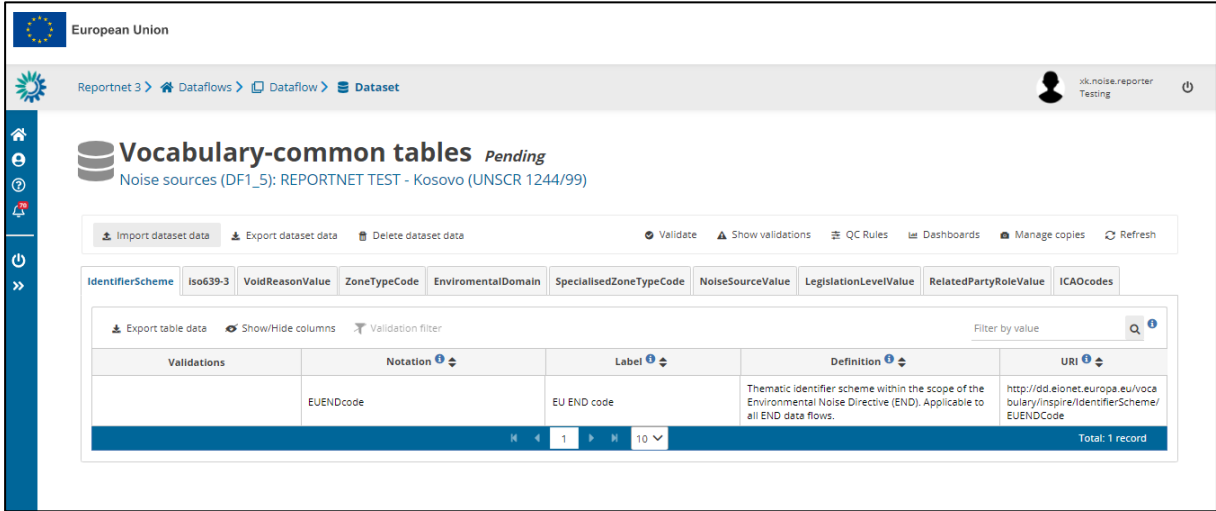 European Union
Reportnet 3 Dataflows Dataflow Dataset
xk.noise.reporter
Testing
70
Vocabulary-common tables Pending
Noise sources (DF1_5): REPORTNET TEST - Kosovo (UNSCR 1244/99)
Import dataset data Export dataset data Delete dataset data Validate Show validations QC Rules Dashboards Manage copies Refresh
IdentifierScheme iso639-3 VoidReasonValue ZoneTypeCode EnviromentalDomain SpecialisedZoneTypeCode NoiseSourceValue LegislationLevelValue RelatedPartyRoleValue ICAOcodes
Export table data Show/Hide columns Validation filter Filter by value
Validations Notation Label Definition URI
EUENDcode
EU END code
Thematic identifier scheme within the scope of the
Environmental Noise Directive (END). Applicable to
all END data flows.
http://dd.eionet.europa.eu/voca
bulary/inspire/IdentifierScheme/
EUENDCode
1 10 Total: 1 record